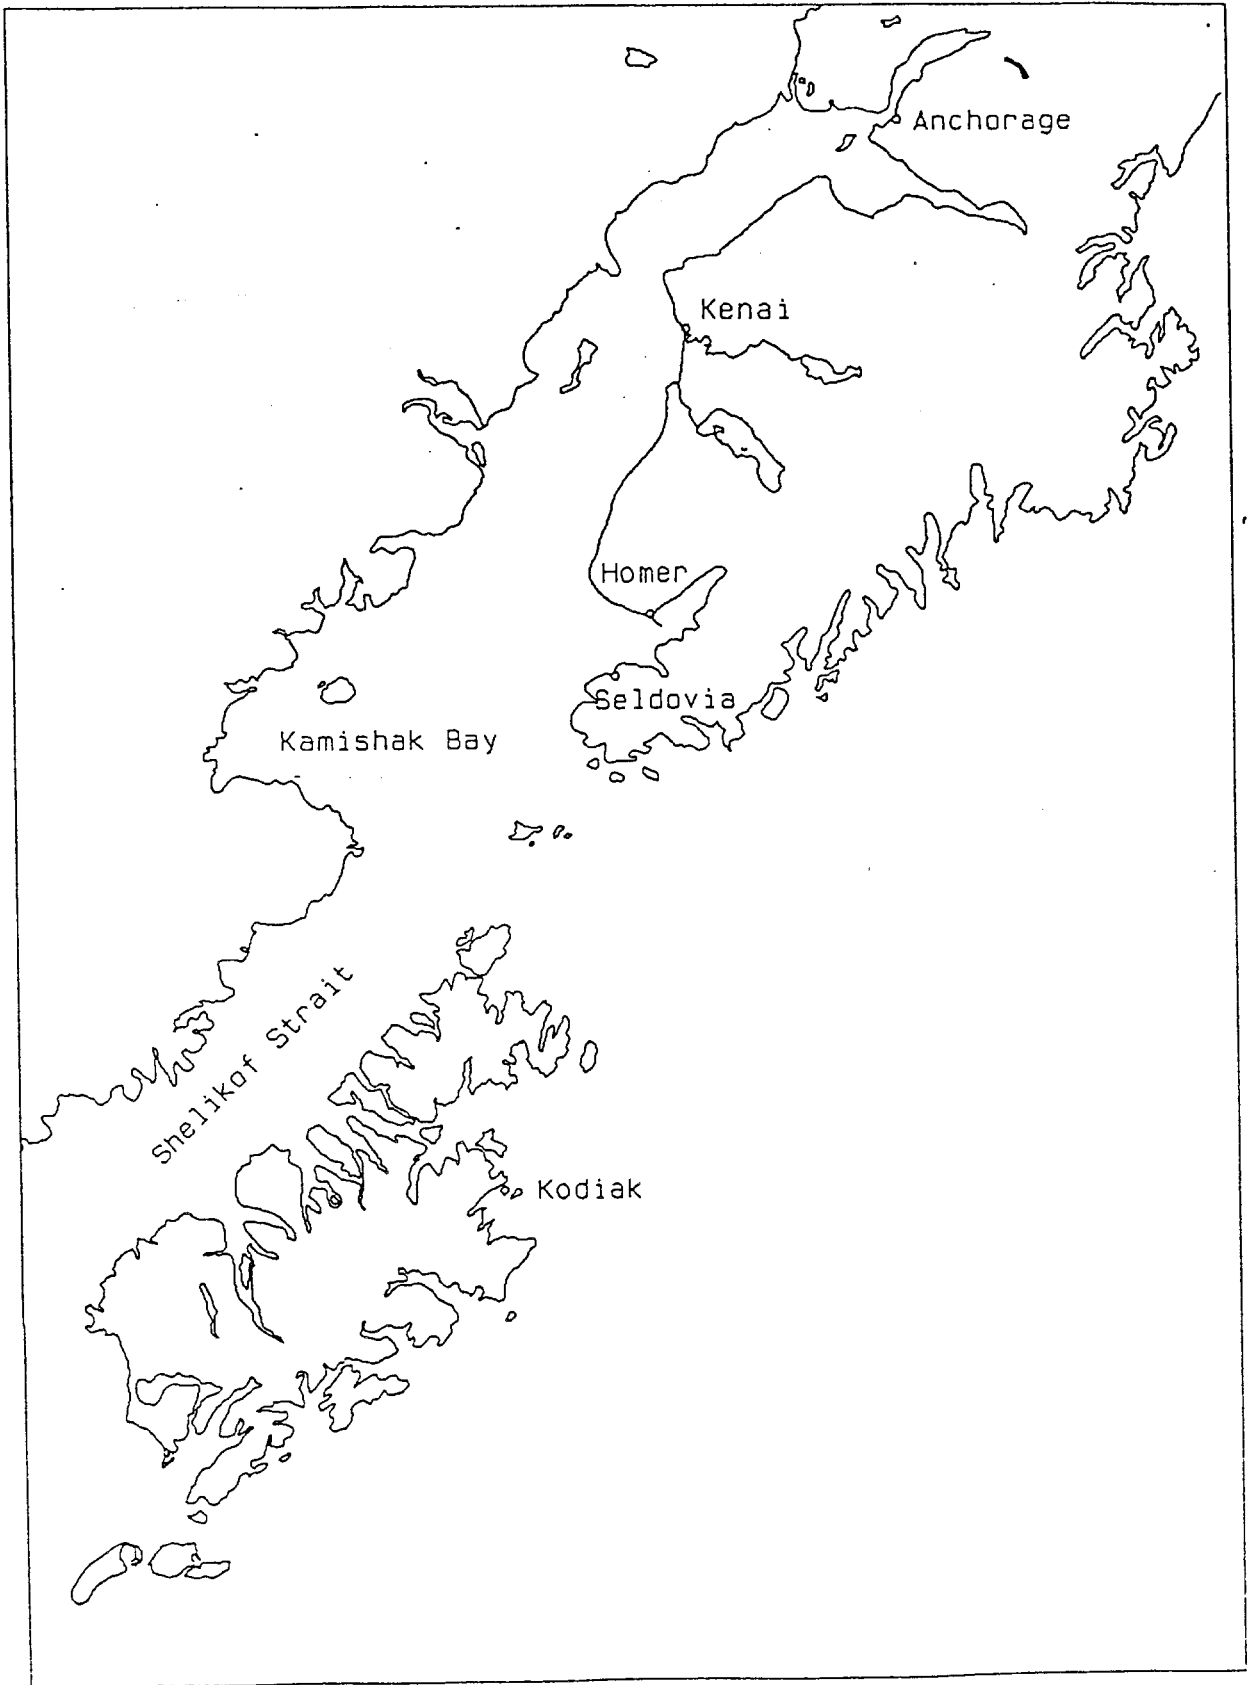 Anchorage
Kenai
Homer
Seldovia
Kamishak Bay
Shelikof Strait
Kodiak